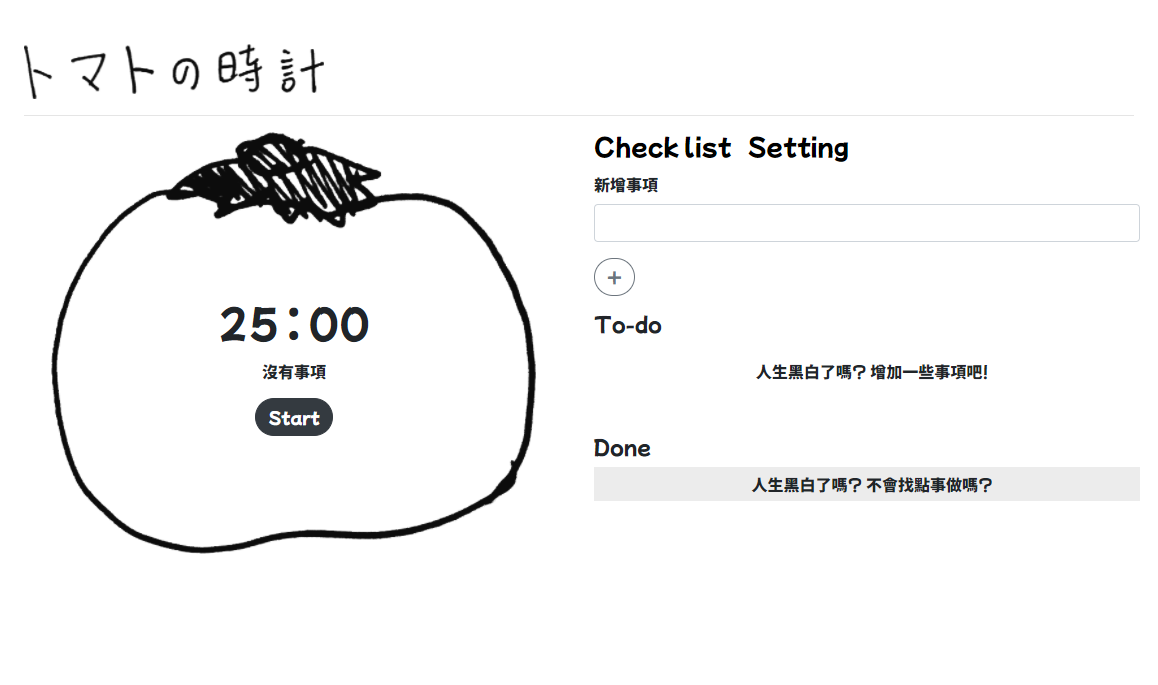 トマトの時計
25:00
沒有事項
Start
Checklist Setting
新增事項
+
To-do
人生黑白了嗎? 增加一些事項吧!
Done
人生黑白了嗎? 不會找點事做嗎?